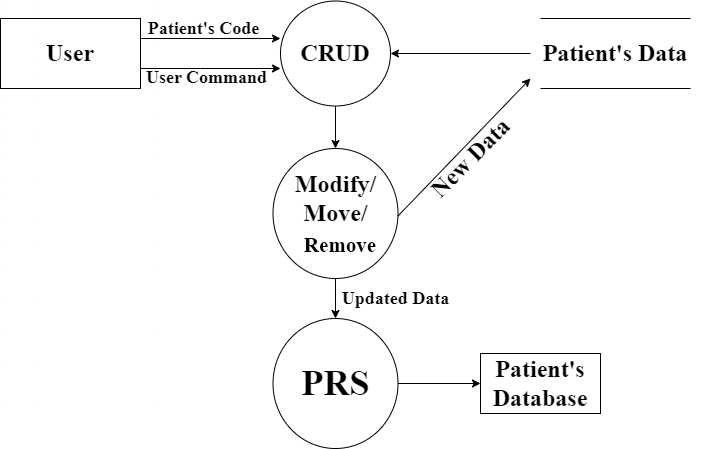 Patient's Code
User
CRUD
Patient's Data
User Command
New Data
Modify/
Move/
Remove
Updated Data
PRS
Patient's
Database